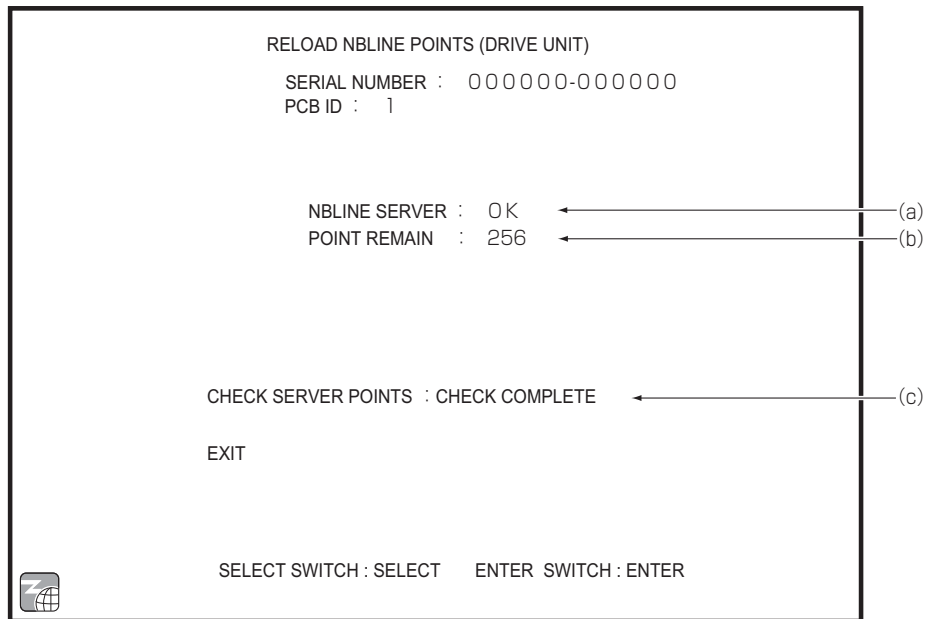 RELOAD NBLINE POINTS (DRIVE UNIT)
SERIAL NUMBER : 000000-000000
PCB ID : 1
NBLINE SERVER : OK (a)
POINT REMAIN : 256 (b)
CHECK SERVER POINTS : CHECK COMPLETE (c)
EXIT
SELECT SWITCH : SELECT ENTER SWITCH : ENTER